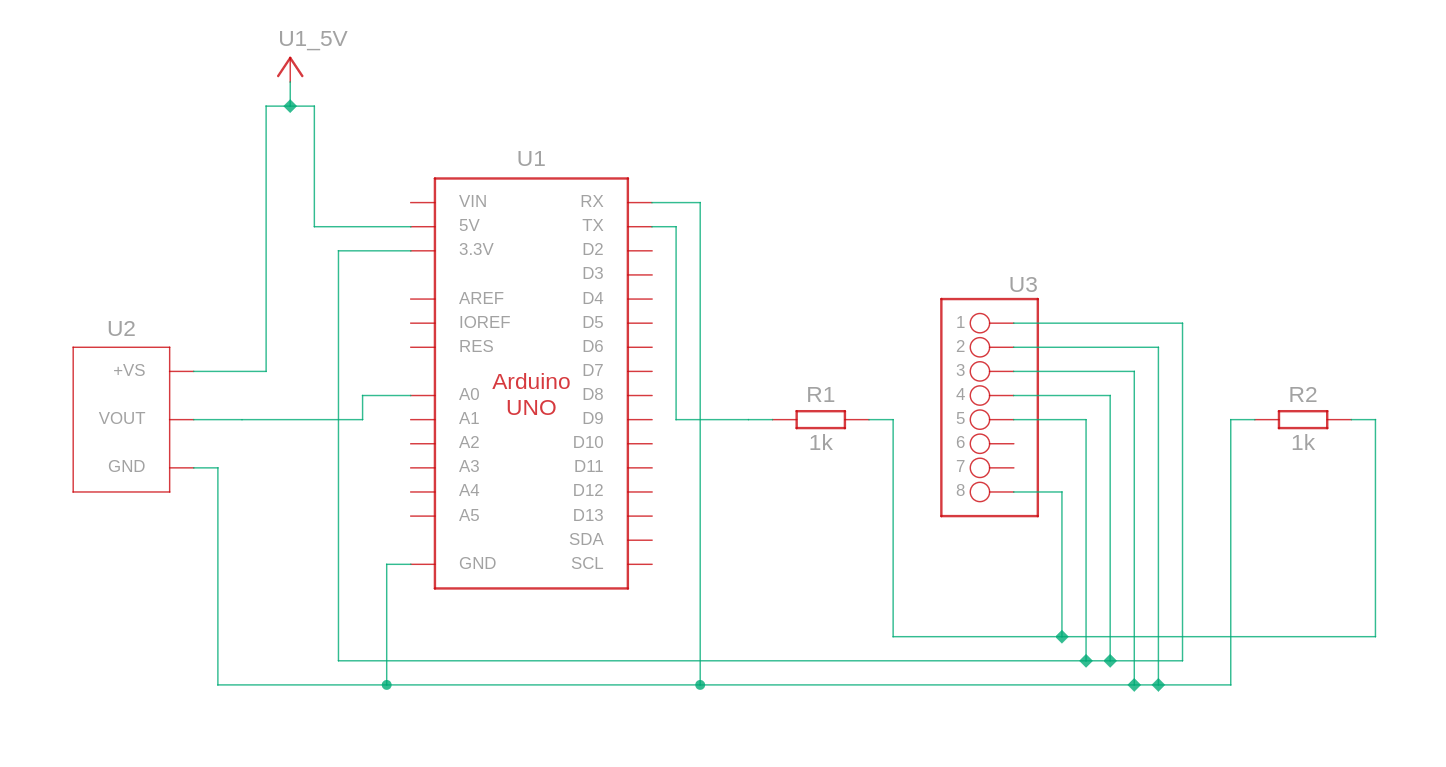 U1_5V
U1
VIN RX
5V TX
3.3V D2
D3
AREF D4
IOREF D5
RES D6
D7
A0 D8
A1 D9
A2 D10
A3 D11
A4 D12
A5 D13
SDA
GND SCL
Arduino
UNO
U2
+VS
VOUT
GND
R1
1k
U3
1
2
3
4
5
6
7
8
R2
1k